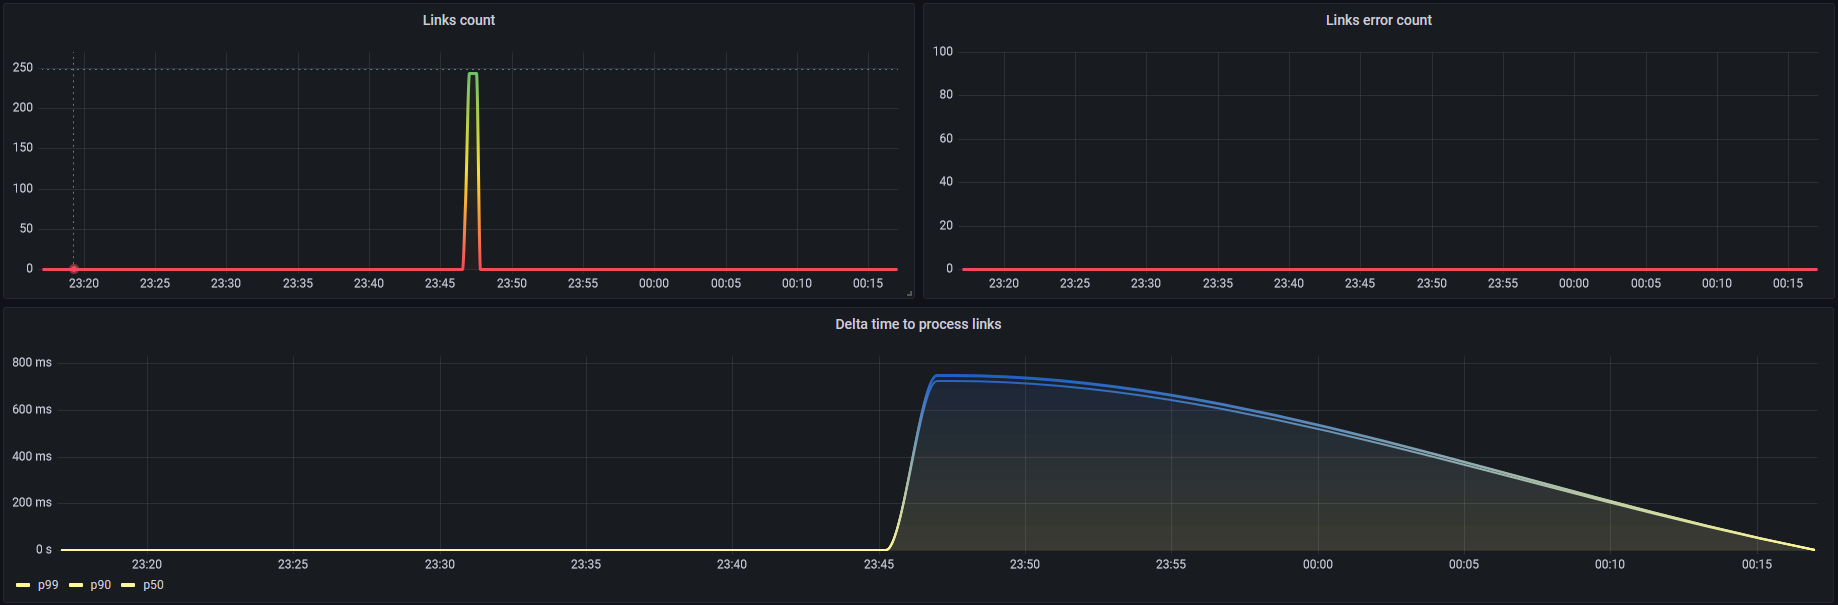 Links count
250
200
150
100
50
0
23:20 23:25 23:30 23:35 23:40 23:45 23:50 23:55 00:00 00:05 00:10 00:15
Links error count
100
80
60
40
20
0
23:20 23:25 23:30 23:35 23:40 23:45 23:50 23:55 00:00 00:05 00:10 00:15
Delta time to process links
800 ms
600 ms
400 ms
200 ms
0 s
23:20 23:25 23:30 23:35 23:40 23:45 23:50 23:55 00:00 00:05 00:10 00:15
p99 p90 p50